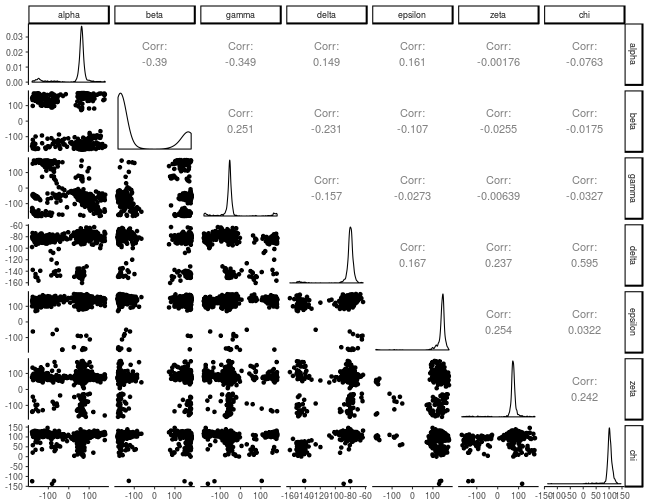 alpha beta gamma delta epsilon zeta chi
0.03
0.02
0.01
0.00
Corr:
-0.39
Corr:
-0.349
Corr:
0.149
Corr:
0.161
Corr:
-0.00176
Corr:
-0.0763
alpha
100
0
-100
Corr:
0.251
Corr:
-0.231
Corr:
-0.107
Corr:
-0.0255
Corr:
-0.0175
beta
100
0
-100
Corr:
-0.157
Corr:
-0.0273
Corr:
-0.00639
Corr:
-0.0327
gamma
-60
-80
-100
-120
-140
-160
Corr:
0.167
Corr:
0.237
Corr:
0.595
delta
100
0
-100
Corr:
0.254
Corr:
0.0322
epsilon
100
0
-100
Corr:
0.242
zeta
150
100
50
0
-50
-100
-150
chi
-100 0 100 -100 0 100 -100 0 100 -160-140-120-100-80 -60 -100 0 100 -100 0 100